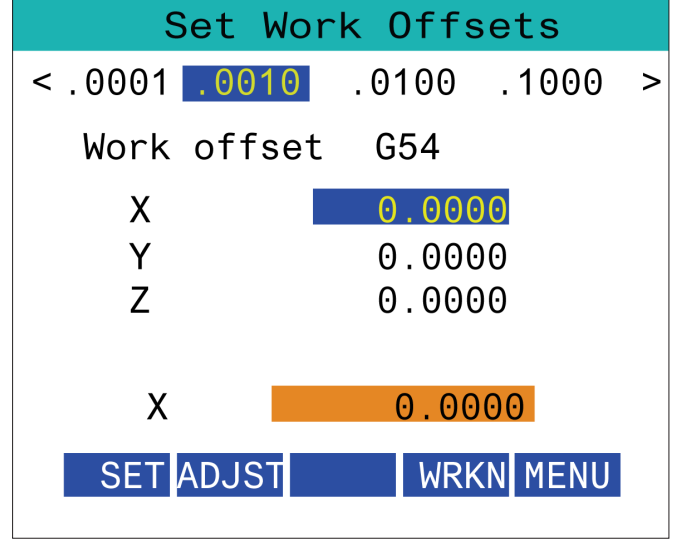 Set Work Offsets
< .0001 .0010 .0100 .1000 >
Work offset G54
X 0.0000
Y 0.0000
Z 0.0000
X 0.0000
SET ADJST WRKN MENU